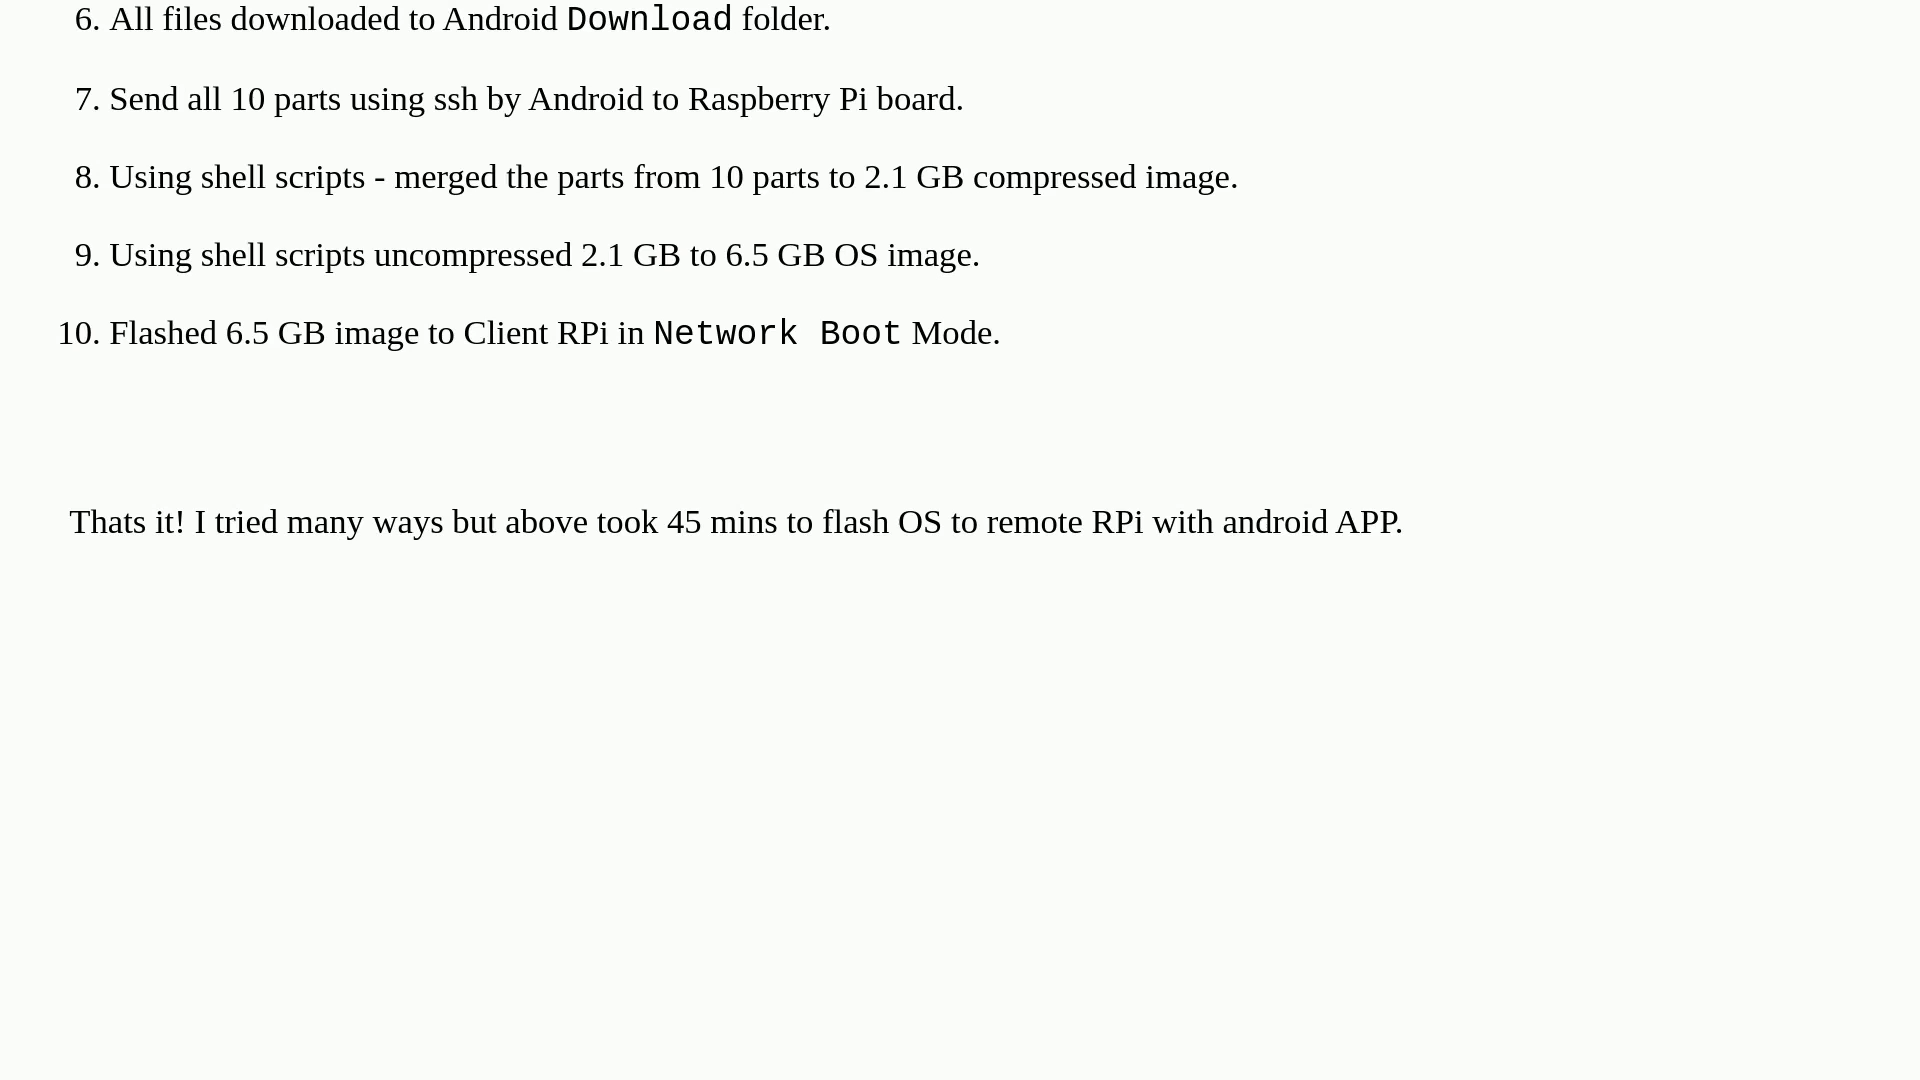 6. All files downloaded to Android Download folder.
7. Send all 10 parts using ssh by Android to Raspberry Pi board.
8. Using shell scripts - merged the parts from 10 parts to 2.1 GB compressed image.
9. Using shell scripts uncompressed 2.1 GB to 6.5 GB OS image.
10. Flashed 6.5 GB image to Client RPi in Network Boot Mode.
Thats it! I tried many ways but above took 45 mins to flash OS to remote RPi with android APP.